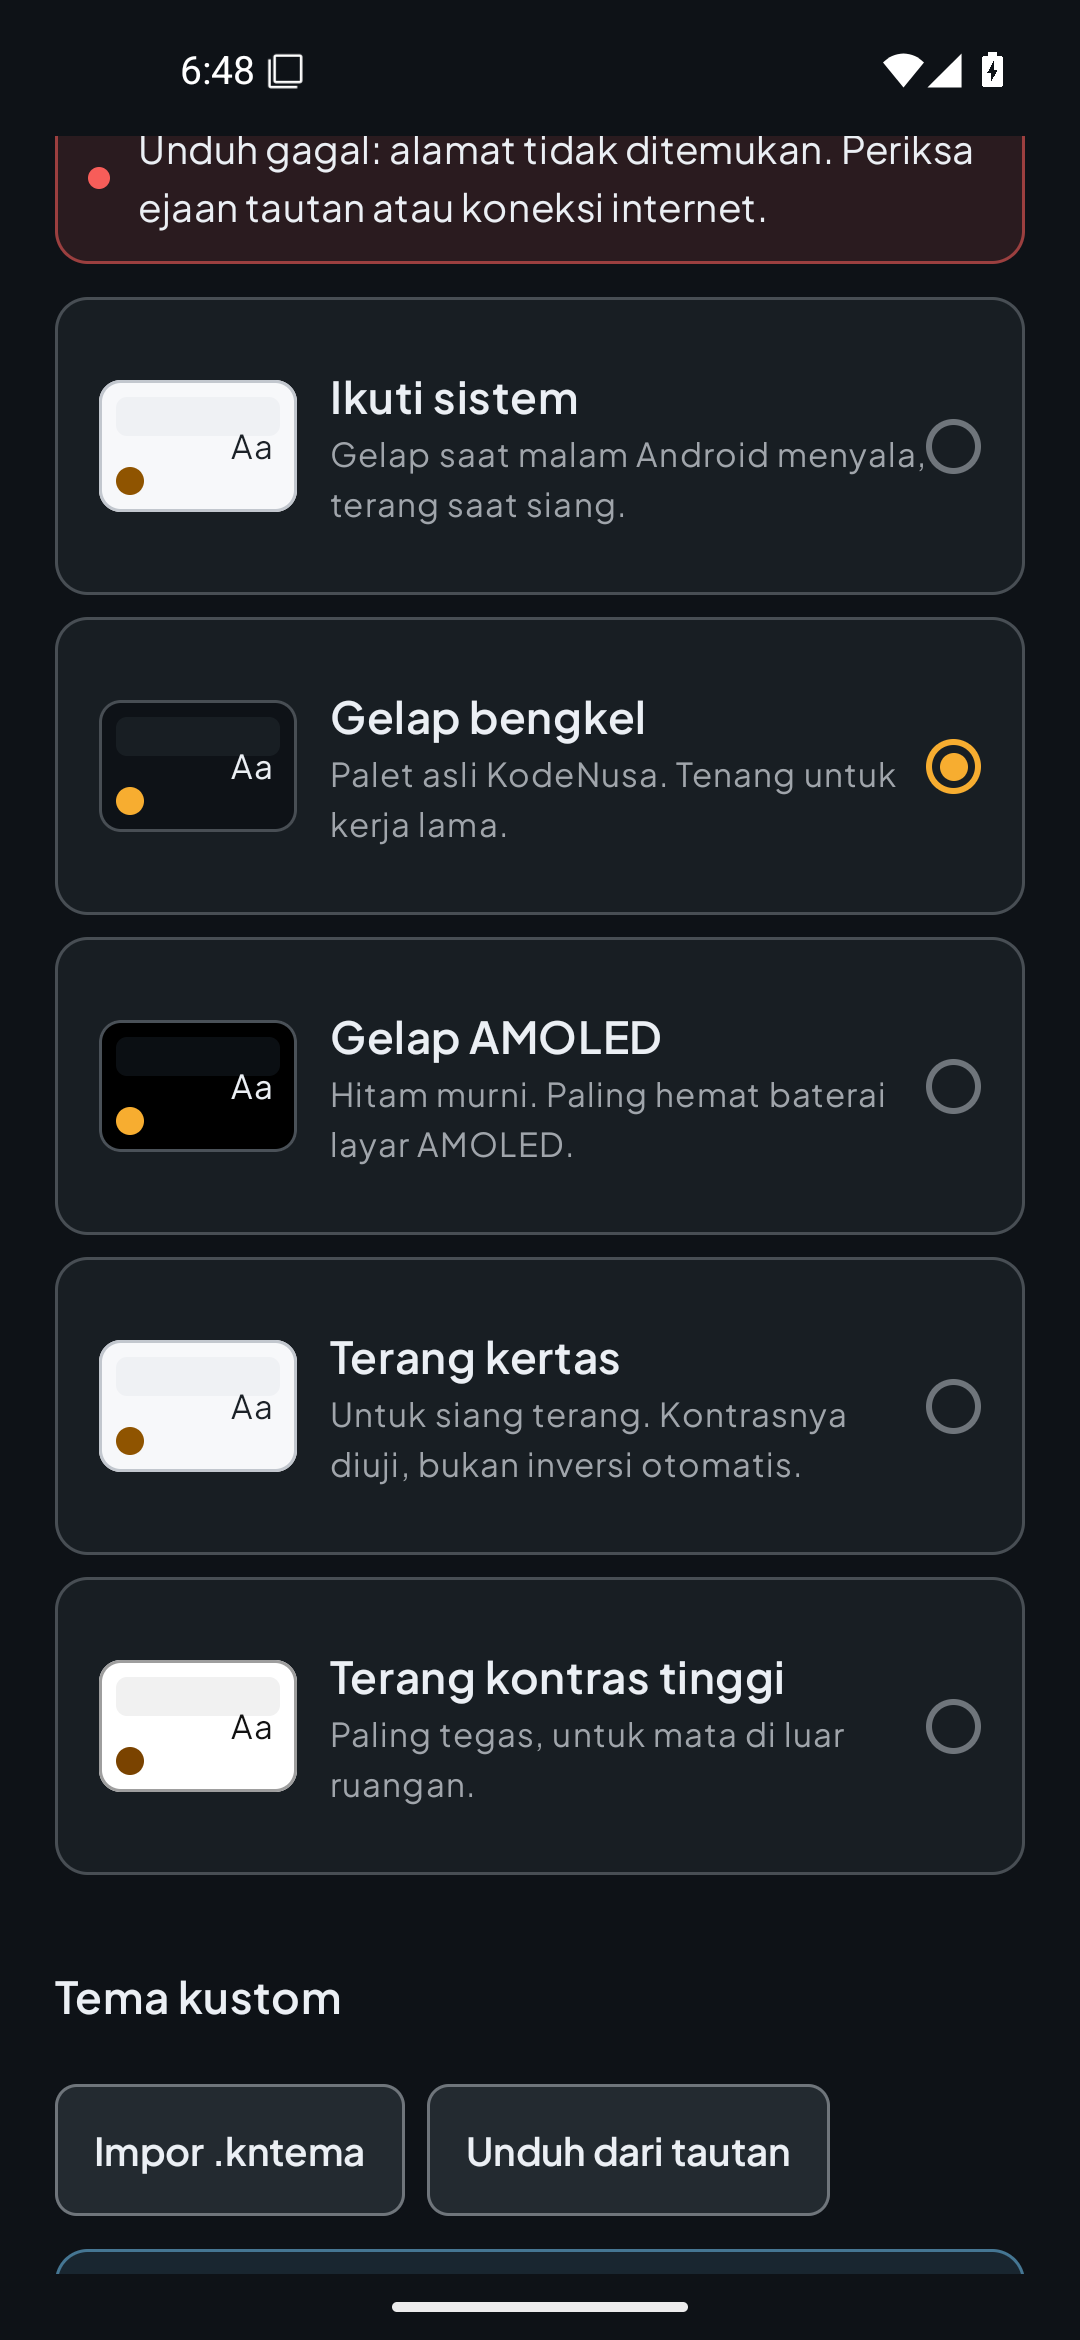 6:48
Unduh gagal: alamat tidak ditemukan. Periksa
ejaan tautan atau koneksi internet.
Aa
Ikuti sistem
Gelap saat malam Android menyala,
terang saat siang.
Aa
Gelap bengkel
Palet asli KodeNusa. Tenang untuk
kerja lama.
Aa
Gelap AMOLED
Hitam murni. Paling hemat baterai
layar AMOLED.
Aa
Terang kertas
Untuk siang terang. Kontrasnya
diuji, bukan inversi otomatis.
Aa
Terang kontras tinggi
Paling tegas, untuk mata di luar
ruangan.
Tema kustom
Impor .kntema
Unduh dari tautan